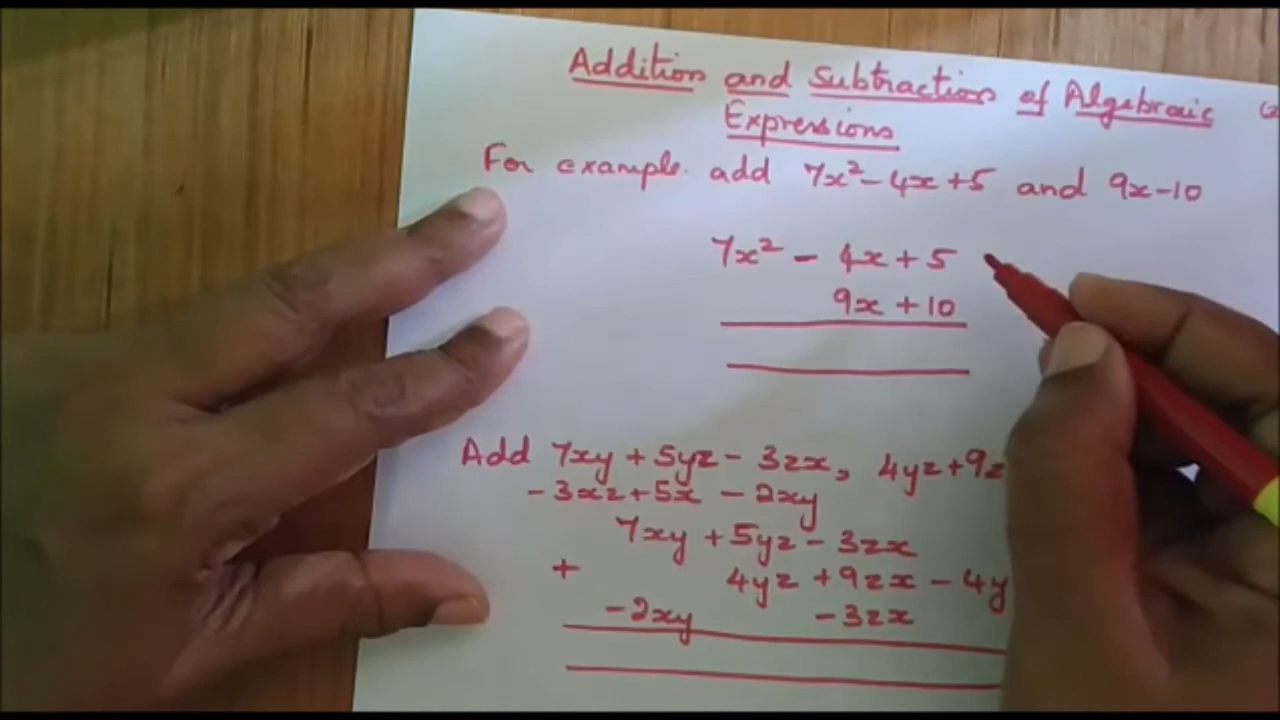 Addition and Subtraction of Algebraic
Expressions
For example. add 7x² - 4x + 5 and 9x - 10
7x² - 4x + 5
9x + 10
Add 7xy + 5yz - 3zx, 4yz + 9z
- 3xz + 5x - 2xy
7xy + 5yz - 3zx
+ 4yz + 9zx - 4y
- 2xy - 3zx